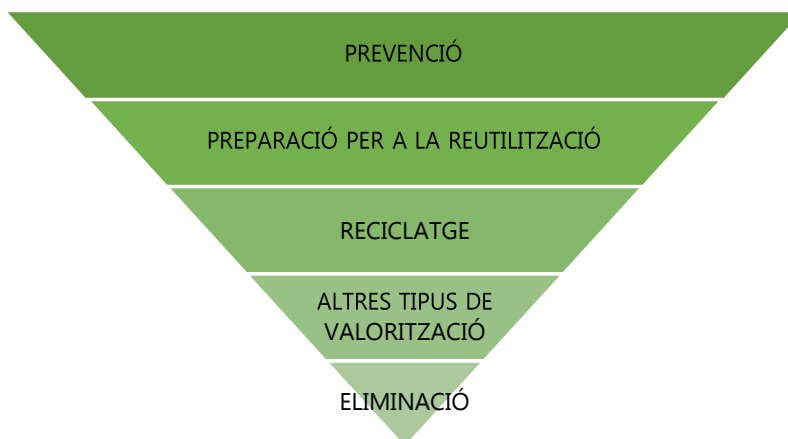 PREVENCIÓ
PREPARACIÓ PER A LA REUTILITZACIÓ
RECICLATGE
ALTRES TIPUS DE
VALORITZACIÓ
ELIMINACIÓ